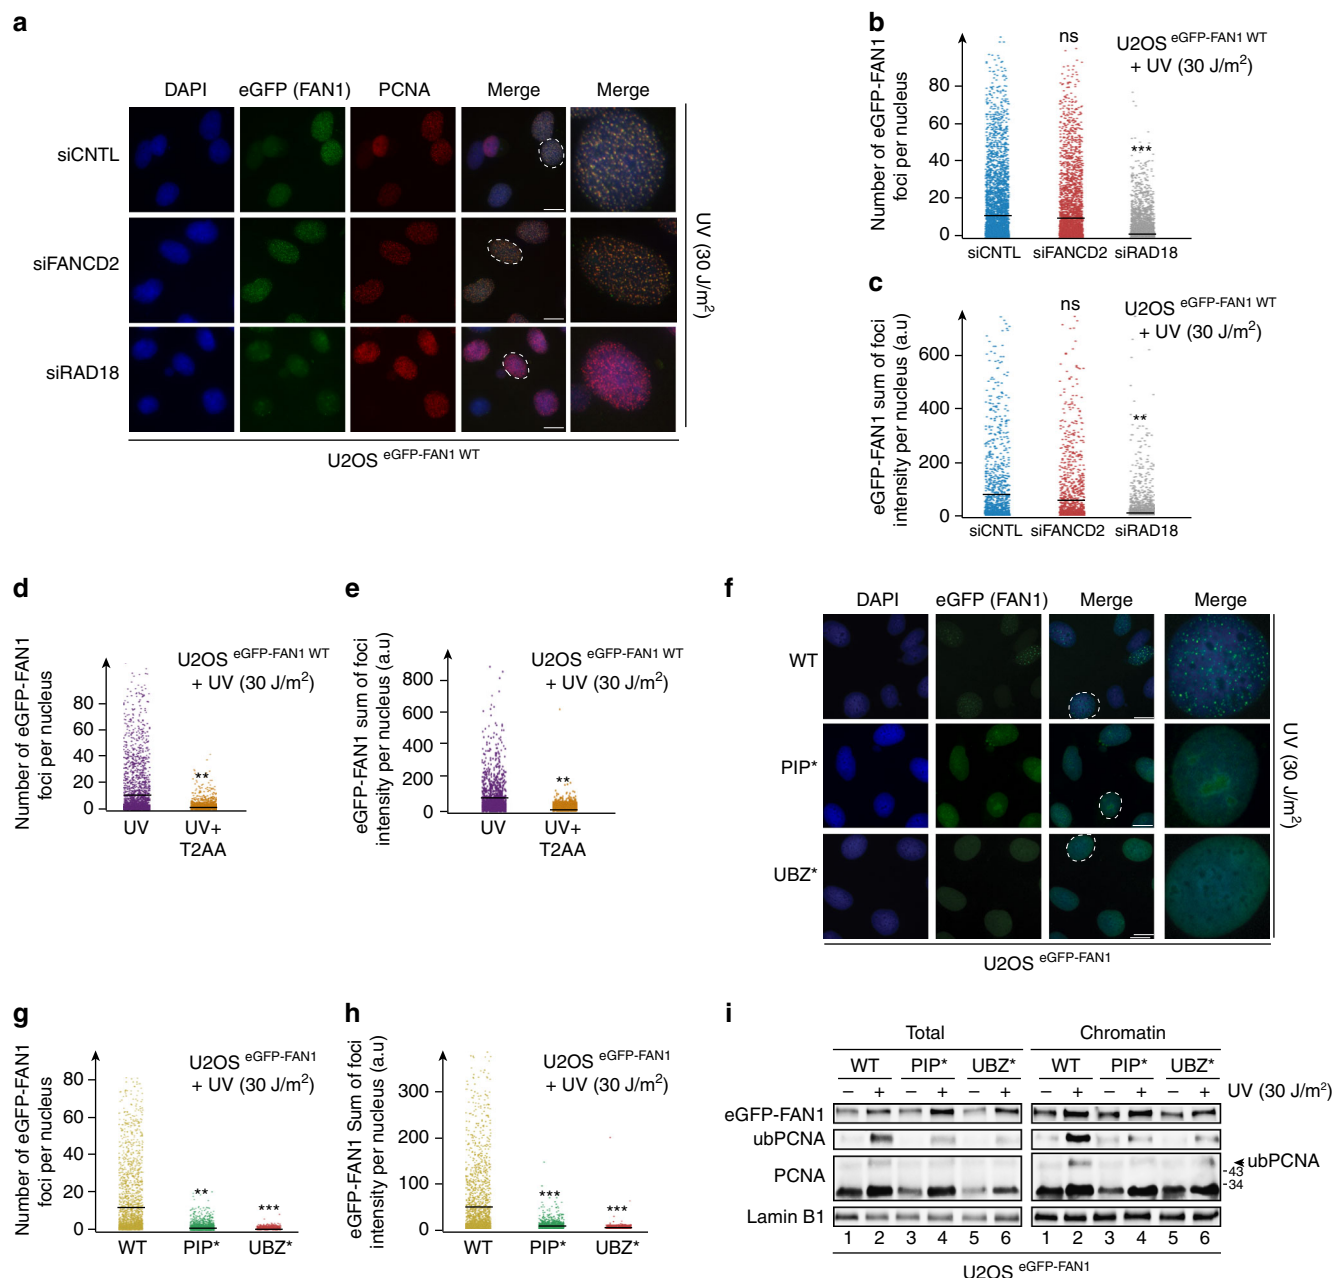 a
DAPI eGFP (FAN1) PCNA Merge
siCNTL
siFANCD2
siRAD18
UV (30 J/m²)
U2OS eGFP-FAN1 WT
b
Number of eGFP-FAN1
foci per nucleus
80
60
40
20
0
ns
***
U2OS eGFP-FAN1 WT
+ UV (30 J/m²)
siCNTL siFANCD2 siRAD18
c
eGFP-FAN1 sum of foci
intensity per nucleus (a.u)
600
400
200
0
ns
**
U2OS eGFP-FAN1 WT
+ UV (30 J/m²)
siCNTL siFANCD2 siRAD18
d
Number of eGFP-FAN1
foci per nucleus
80
60
40
20
0
**
U2OS eGFP-FAN1 WT
+ UV (30 J/m²)
UV UV+
T2AA
e
eGFP-FAN1 sum of foci
intensity per nucleus (a.u)
800
600
400
200
0
**
U2OS eGFP-FAN1 WT
+ UV (30 J/m²)
UV UV+
T2AA
f
DAPI eGFP (FAN1) Merge Merge
WT
PIP*
UBZ*
UV (30 J/m²)
U2OS eGFP-FAN1
g
Number of eGFP-FAN1
foci per nucleus
80
60
40
20
0
**
***
U2OS eGFP-FAN1
+ UV (30 J/m²)
WT PIP* UBZ*
h
eGFP-FAN1 Sum of foci
intensity per nucleus (a.u)
300
200
100
0
***
***
U2OS eGFP-FAN1
+ UV (30 J/m²)
WT PIP* UBZ*
i
Total Chromatin
WT PIP* UBZ* WT PIP* UBZ*
– + – + – + – + – + – + UV (30 J/m²)
eGFP-FAN1
ubPCNA
PCNA
ubPCNA
-43
-34
Lamin B1
1 2 3 4 5 6 1 2 3 4 5 6
U2OS eGFP-FAN1